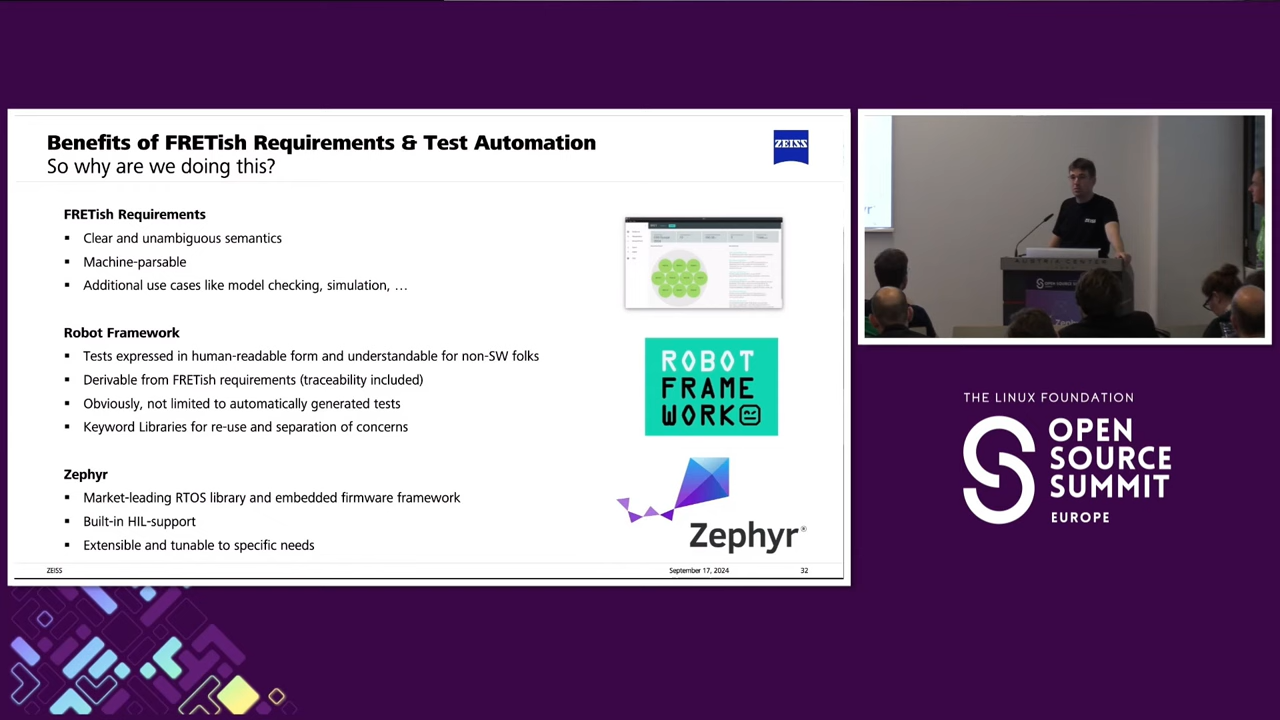 Benefits of FRETish Requirements & Test Automation
So why are we doing this?
ZEISS
FRETish Requirements
▪ Clear and unambiguous semantics
▪ Machine-parsable
▪ Additional use cases like model checking, simulation, …
Robot Framework
▪ Tests expressed in human-readable form and understandable for non-SW folks
▪ Derivable from FRETish requirements (traceability included)
▪ Obviously, not limited to automatically generated tests
▪ Keyword Libraries for re-use and separation of concerns
ROBOT
FRAME
WORK
Zephyr
▪ Market-leading RTOS library and embedded firmware framework
▪ Built-in HIL-support
▪ Extensible and tunable to specific needs
Zephyr®
ZEISS
September 17, 2024
32
ZEISS
AUSTRIA CENTER
Zephyr
THE LINUX FOUNDATION
OPEN
SOURCE
SUMMIT
EUROPE